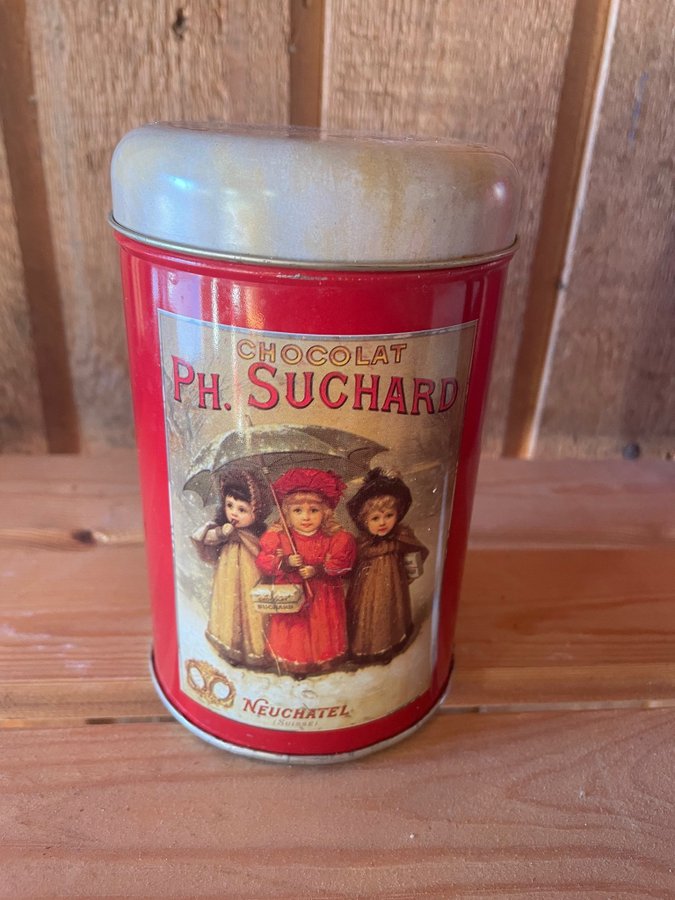 CHOCOLAT
PH. SUCHARD
SUCHARD
NEUCHATEL
(SUISSE)